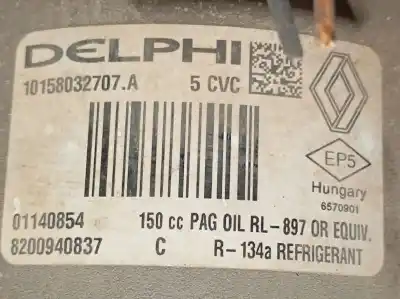 DELPHI
10158032707.A 5 CVC
EP5
Hungary
6570901
01140854 150 cc PAG OIL RL-897 OR EQUIV.
8200940837 C R-134a REFRIGERANT